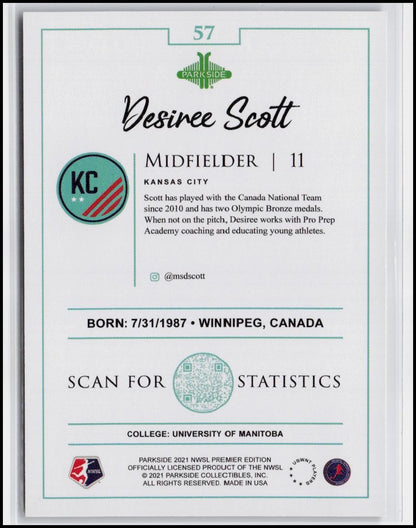 57
PARKSIDE
Desiree Scott
MIDFIELDER | 11
KANSAS CITY
KC
Scott has played with the Canada National Team
since 2010 and has two Olympic Bronze medals.
When not on the pitch, Desiree works with Pro Prep
Academy coaching and educating young athletes.
@msdscott
BORN: 7/31/1987 • WINNIPEG, CANADA
SCAN FOR STATISTICS
COLLEGE: UNIVERSITY OF MANITOBA
NWSL
PARKSIDE 2021 NWSL PREMIER EDITION
OFFICIALLY LICENSED PRODUCT OF THE NWSL
© 2021 PARKSIDE COLLECTIBLES, INC.
ALL RIGHTS RESERVED. MADE IN USA
USWNT PLAYERS